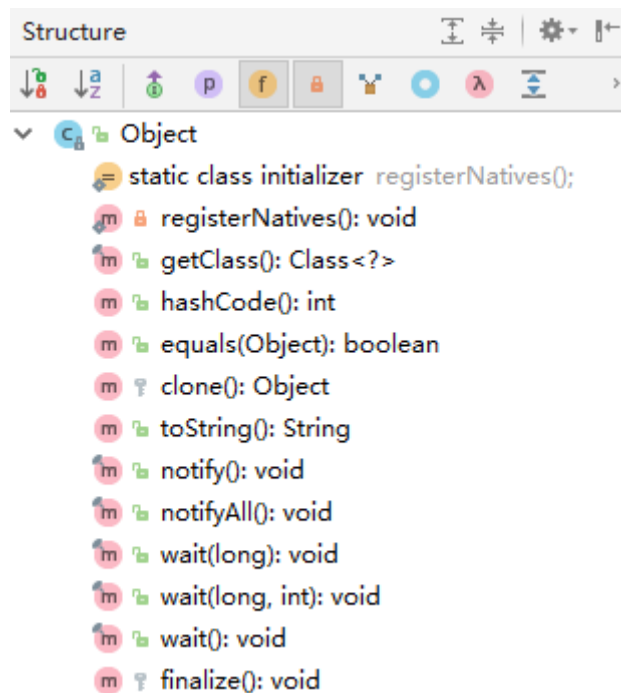 Structure
p f λ
C Object
static class initializer registerNatives();
m registerNatives(): void
m getClass(): Class<?>
m hashCode(): int
m equals(Object): boolean
m clone(): Object
m toString(): String
m notify(): void
m notifyAll(): void
m wait(long): void
m wait(long, int): void
m wait(): void
m finalize(): void